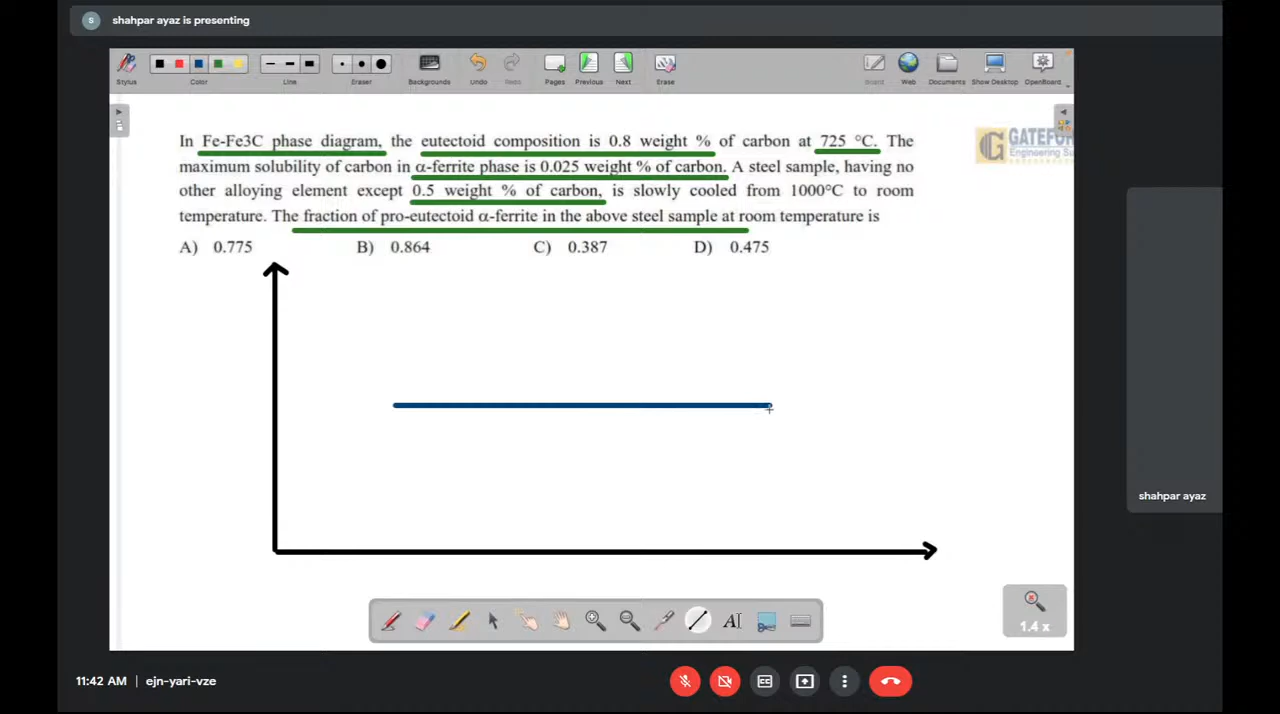 S shahpar ayaz is presenting
Stylus Color Line Eraser Backgrounds Undo Redo Pages Previous Next Erase Board Web Documents Show Desktop OpenBoard
In Fe-Fe3C phase diagram, the eutectoid composition is 0.8 weight % of carbon at 725 °C. The
maximum solubility of carbon in α-ferrite phase is 0.025 weight % of carbon. A steel sample, having no
other alloying element except 0.5 weight % of carbon, is slowly cooled from 1000°C to room
temperature. The fraction of pro-eutectoid α-ferrite in the above steel sample at room temperature is
A) 0.775 B) 0.864 C) 0.387 D) 0.475
GATEFOR
Engineering Su
shahpar ayaz
1.4 x
11:42 AM | ejn-yari-vze